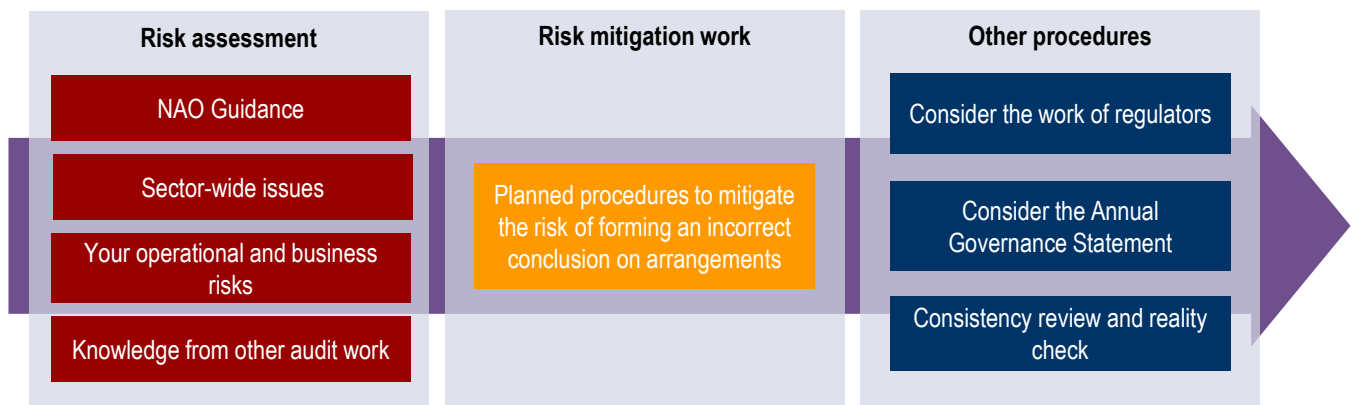 Risk assessment
NAO Guidance
Sector-wide issues
Your operational and business
risks
Knowledge from other audit work
Risk mitigation work
Planned procedures to mitigate
the risk of forming an incorrect
conclusion on arrangements
Other procedures
Consider the work of regulators
Consider the Annual
Governance Statement
Consistency review and reality
check